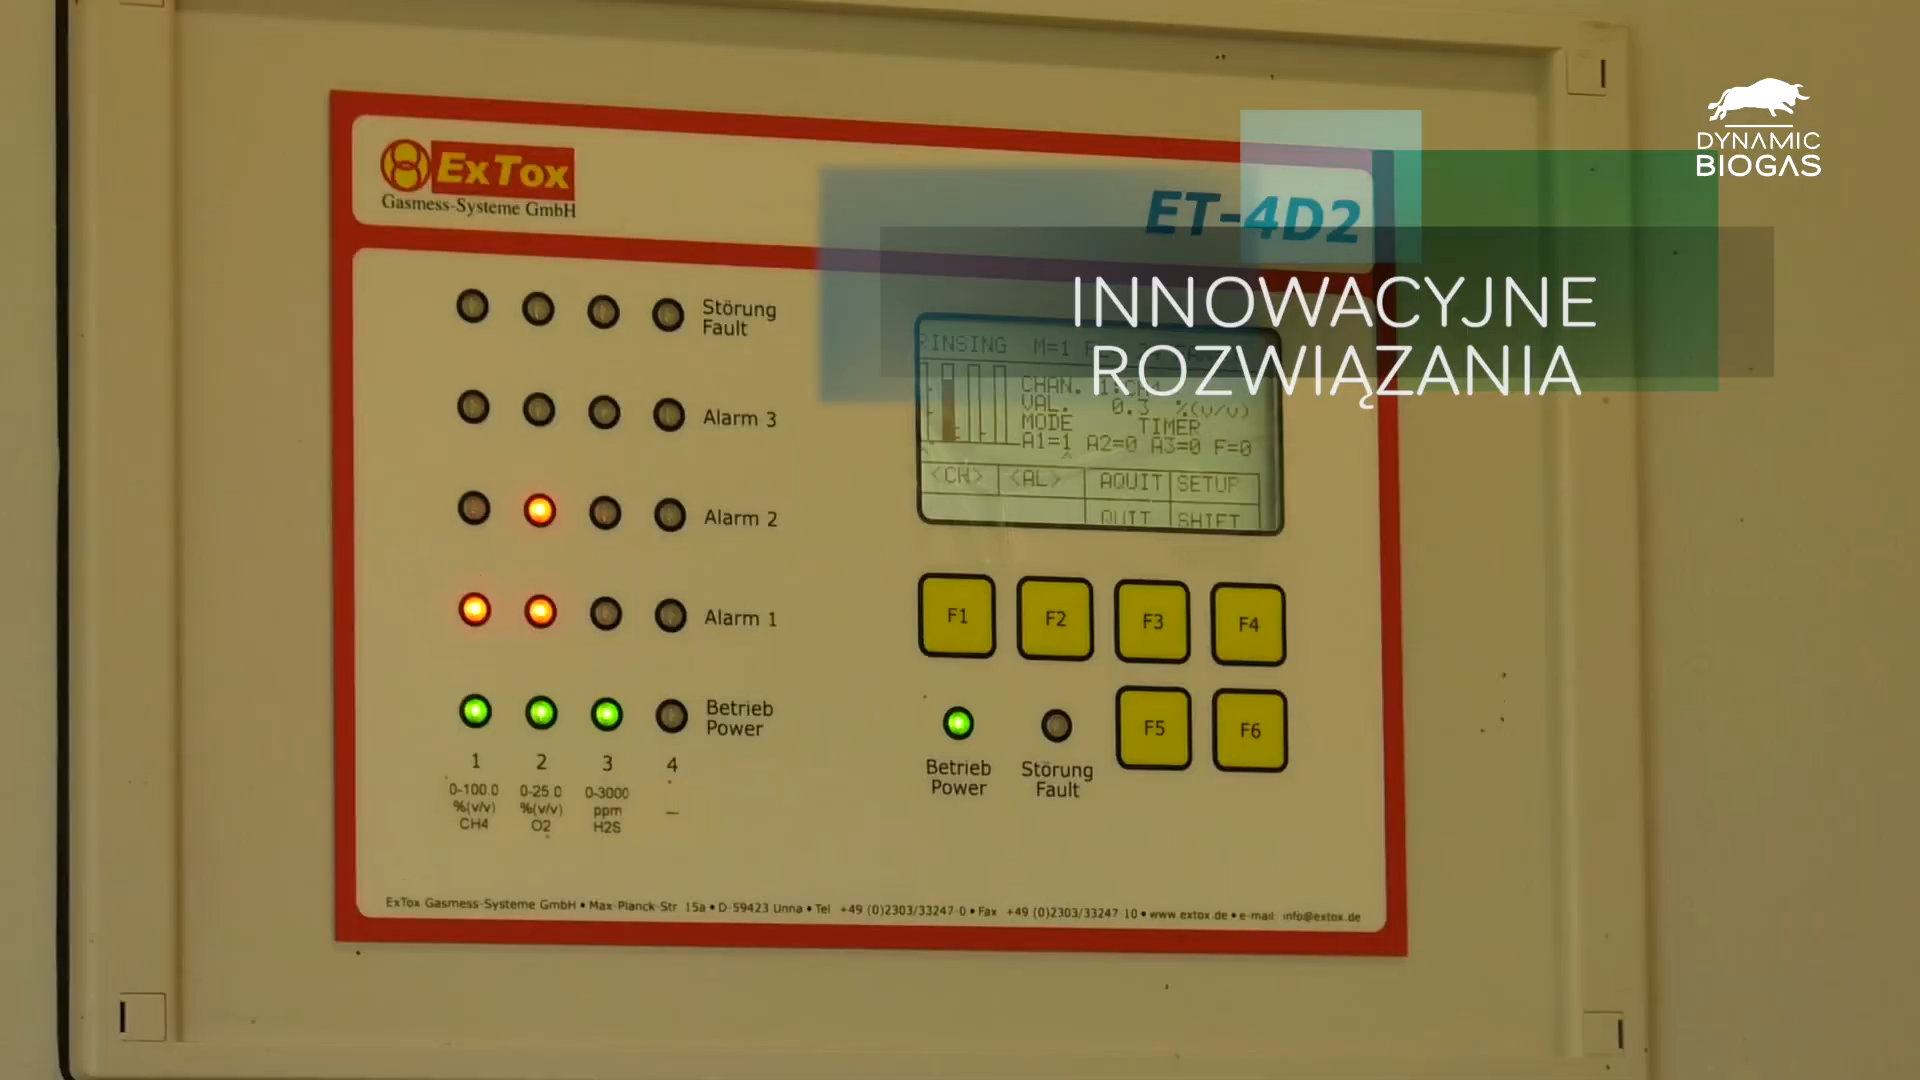 DYNAMIC
BIOGAS
ExTox
Gasmess-Systeme GmbH
ET-4D2
INNOWACYJNE
ROZWIĄZANIA
Störung
Fault
Alarm 3
Alarm 2
Alarm 1
Betrieb
Power
1 2 3 4
0-100.0 0-25.0 0-3000
%(v/v) %(v/v) ppm —
CH4 O2 H2S
RINSING M=1
CHAN. 1:CH4
VAL. 0.3 %(v/v)
MODE TIMER
A1=1 A2=0 A3=0 F=0
<CH> <AL> AQUIT SETUP
QUIT SHIFT
F1 F2 F3 F4
F5 F6
Betrieb
Power
Störung
Fault
ExTox Gasmess-Systeme GmbH • Max-Planck-Str. 15a • D-59423 Unna • Tel. +49 (0)2303/33247-0 • Fax. +49 (0)2303/33247-10 • www.extox.de • e-mail: info@extox.de